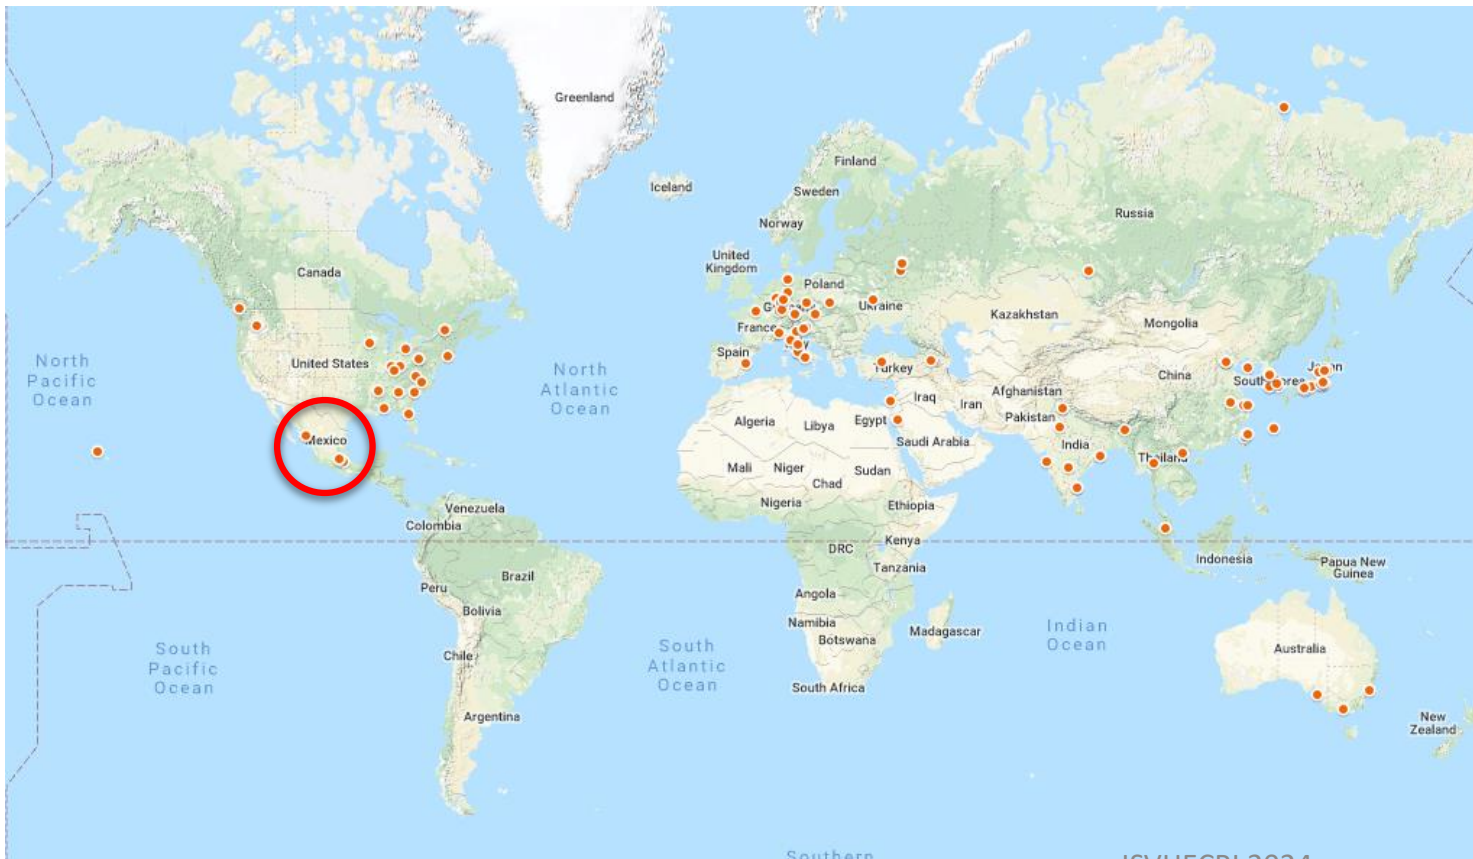 Greenland
Finland
Iceland
Sweden
Russia
Norway
United
Kingdom
Canada
Poland
Ukraine
Kazakhstan
Mongolia
France
North
Pacific
Ocean
United States
North
Atlantic
Ocean
Spain
Turkey
China
Japan
Afghanistan
Iraq
Iran
Pakistan
Algeria
Libya
Egypt
Saudi Arabia
India
Mexico
Thailand
Mali
Niger
Chad
Sudan
Nigeria
Ethiopia
Venezuela
Colombia
DRC
Kenya
Tanzania
Indonesia
Papua New
Guinea
Brazil
Peru
Angola
Bolivia
Namibia
Botswana
Madagascar
Indian
Ocean
South
Pacific
Ocean
South
Atlantic
Ocean
Chile
Australia
South Africa
Argentina
New
Zealand
Southern